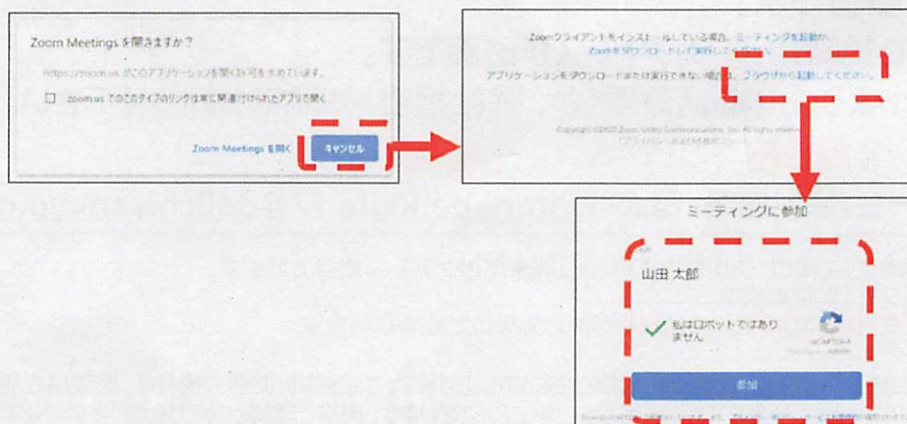 Zoom Meetings を開きますか？
https://zoom.us がこのアプリケーションを開く許可を求めています。
zoom.us でのこのタイプのリンクは常に関連付けられたアプリで開く
Zoom Meetings を開く
キャンセル
Zoomクライアントをインストールしている場合、ミーティングを起動か、
Zoomをダウンロードして実行してください。
アプリケーションをダウンロードまたは実行できない場合は、ブラウザから起動してください。
Copyright ©2020 Zoom Video Communications, Inc. All rights reserved.
ミーティングに参加
山田 太郎
私はロボットではあり
ません
reCAPTCHA
参加